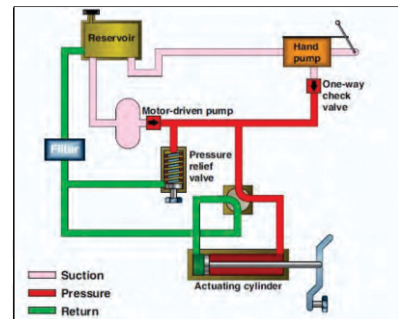 Reservoir
Hand
pump
One-way
check
valve
Motor-driven pump
Filter
Pressure
relief
valve
Suction
Pressure
Return
Actuating cylinder